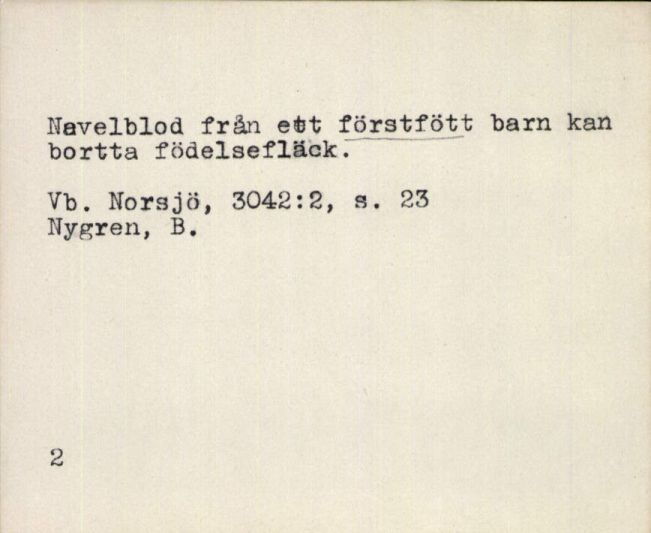 Navelblod från ett förstfött barn kan
bortta födelsefläck.
Vb. Norsjö, 3042:2, s. 23
Nygren, B.
2